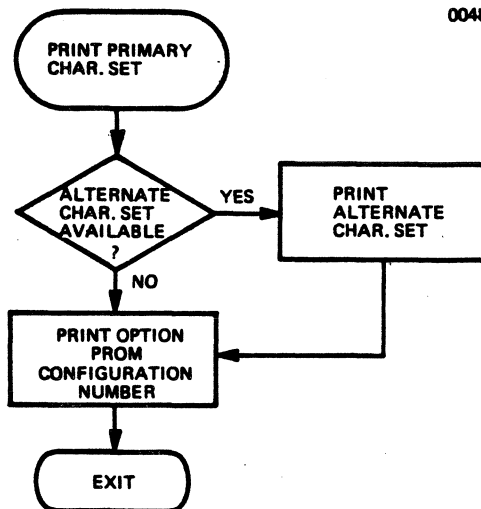 0048
PRINT PRIMARY
CHAR. SET
ALTERNATE
CHAR. SET
AVAILABLE
?
YES
PRINT
ALTERNATE
CHAR. SET
NO
PRINT OPTION
PROM
CONFIGURATION
NUMBER
EXIT